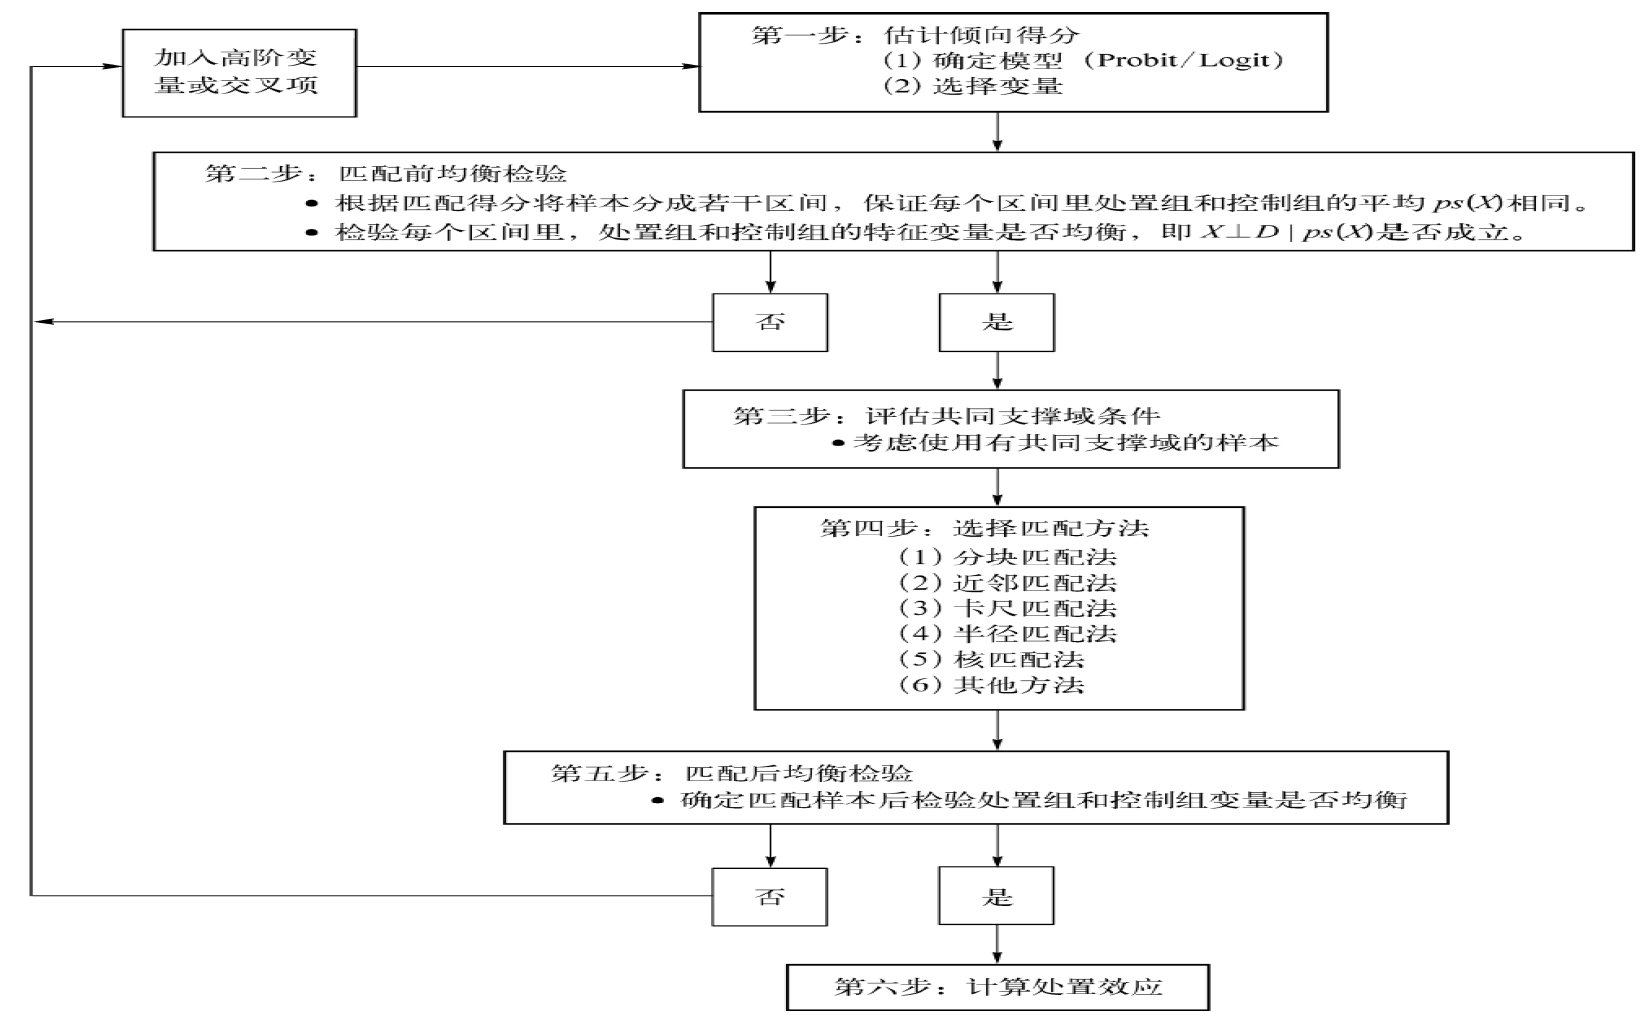 加入高阶变
量或交叉项
第一步：估计倾向得分
(1) 确定模型（Probit/Logit）
(2) 选择变量
第二步：匹配前均衡检验
• 根据匹配得分将样本分成若干区间，保证每个区间里处置组和控制组的平均 ps(X)相同。
• 检验每个区间里，处置组和控制组的特征变量是否均衡，即 X⊥D | ps(X)是否成立。
否
是
第三步：评估共同支撑域条件
• 考虑使用有共同支撑域的样本
第四步：选择匹配方法
(1) 分块匹配法
(2) 近邻匹配法
(3) 卡尺匹配法
(4) 半径匹配法
(5) 核匹配法
(6) 其他方法
第五步：匹配后均衡检验
• 确定匹配样本后检验处置组和控制组变量是否均衡
否
是
第六步：计算处置效应